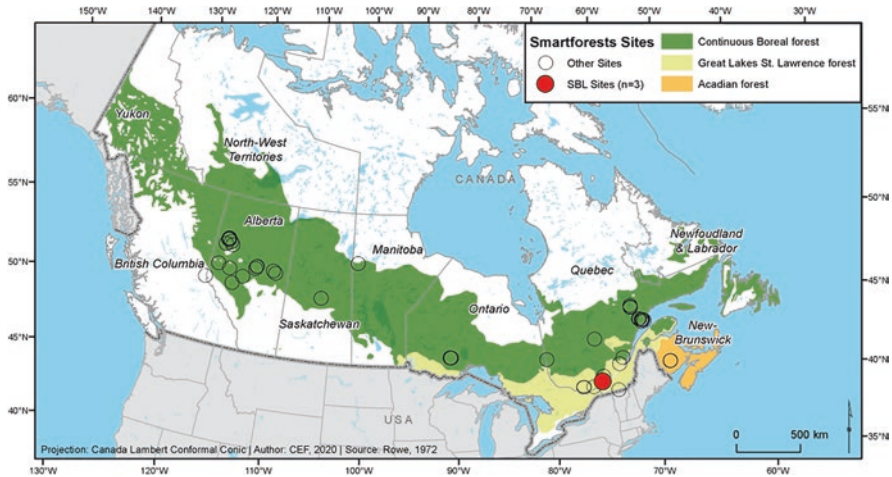 150°W
140°W
130°W
120°W
110°W
100°W
90°W
80°W
70°W
60°W
50°W
40°W
30°W
Smartforests Sites
Other Sites
SBL Sites (n=3)
Continuous Boreal forest
Great Lakes St. Lawrence forest
Acadian forest
60°N
55°N
50°N
45°N
40°N
55°N
50°N
45°N
40°N
35°N
Yukon
North-West
Territories
CANADA
Alberta
Manitoba
Newfoundland
& Labrador
British Columbia
Quebec
Ontario
Saskatchewan
New-
Brunswick
USA
0
500 km
Projection: Canada Lambert Conformal Conic | Author: CEF, 2020 | Source: Rowe, 1972
130°W
120°W
110°W
100°W
90°W
80°W
70°W
60°W